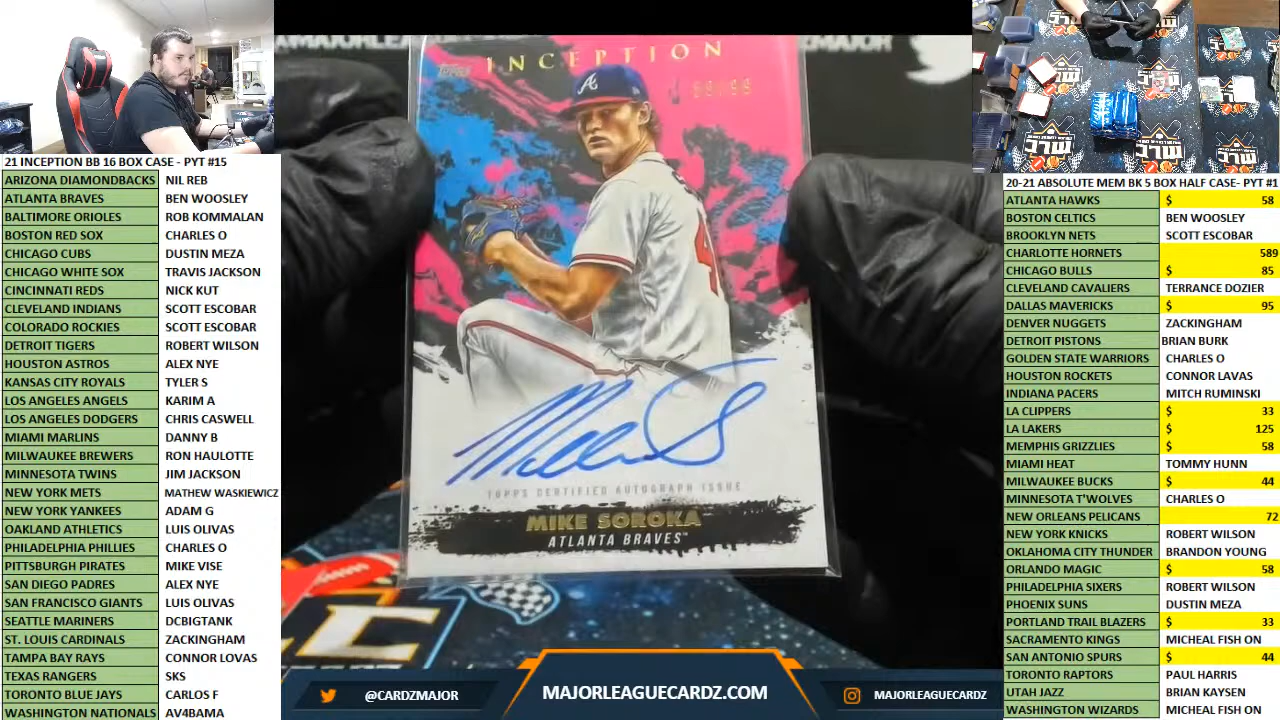 21 INCEPTION BB 16 BOX CASE - PYT #15
ARIZONA DIAMONDBACKS NIL REB
ATLANTA BRAVES BEN WOOSLEY
BALTIMORE ORIOLES ROB KOMMALAN
BOSTON RED SOX CHARLES O
CHICAGO CUBS DUSTIN MEZA
CHICAGO WHITE SOX TRAVIS JACKSON
CINCINNATI REDS NICK KUT
CLEVELAND INDIANS SCOTT ESCOBAR
COLORADO ROCKIES SCOTT ESCOBAR
DETROIT TIGERS ROBERT WILSON
HOUSTON ASTROS ALEX NYE
KANSAS CITY ROYALS TYLER S
LOS ANGELES ANGELS KARIM A
LOS ANGELES DODGERS CHRIS CASWELL
MIAMI MARLINS DANNY B
MILWAUKEE BREWERS RON HAULOTTE
MINNESOTA TWINS JIM JACKSON
NEW YORK METS MATHEW WASKIEWICZ
NEW YORK YANKEES ADAM G
OAKLAND ATHLETICS LUIS OLIVAS
PHILADELPHIA PHILLIES CHARLES O
PITTSBURGH PIRATES MIKE VISE
SAN DIEGO PADRES ALEX NYE
SAN FRANCISCO GIANTS LUIS OLIVAS
SEATTLE MARINERS DCBIGTANK
ST. LOUIS CARDINALS ZACKINGHAM
TAMPA BAY RAYS CONNOR LOVAS
TEXAS RANGERS SKS
TORONTO BLUE JAYS CARLOS F
WASHINGTON NATIONALS AV4BAMA
MAJORLEAGUECARDZ
MAJOR
TOPPS
INCEPTION
A
TOPPS CERTIFIED AUTOGRAPH ISSUE
MIKE SOROKA
ATLANTA BRAVES™
@CARDZMAJOR
MAJORLEAGUECARDZ.COM
MAJORLEAGUECARDZ
20-21 ABSOLUTE MEM BK 5 BOX HALF CASE- PYT #1
ATLANTA HAWKS $ 58
BOSTON CELTICS BEN WOOSLEY
BROOKLYN NETS SCOTT ESCOBAR
CHARLOTTE HORNETS 589
CHICAGO BULLS $ 85
CLEVELAND CAVALIERS TERRANCE DOZIER
DALLAS MAVERICKS $ 95
DENVER NUGGETS ZACKINGHAM
DETROIT PISTONS BRIAN BURK
GOLDEN STATE WARRIORS CHARLES O
HOUSTON ROCKETS CONNOR LAVAS
INDIANA PACERS MITCH RUMINSKI
LA CLIPPERS $ 33
LA LAKERS $ 125
MEMPHIS GRIZZLIES $ 58
MIAMI HEAT TOMMY HUNN
MILWAUKEE BUCKS $ 44
MINNESOTA T'WOLVES CHARLES O
NEW ORLEANS PELICANS 72
NEW YORK KNICKS ROBERT WILSON
OKLAHOMA CITY THUNDER BRANDON YOUNG
ORLANDO MAGIC $ 58
PHILADELPHIA SIXERS ROBERT WILSON
PHOENIX SUNS DUSTIN MEZA
PORTLAND TRAIL BLAZERS $ 33
SACRAMENTO KINGS MICHEAL FISH ON
SAN ANTONIO SPURS $ 44
TORONTO RAPTORS PAUL HARRIS
UTAH JAZZ BRIAN KAYSEN
WASHINGTON WIZARDS MICHEAL FISH ON